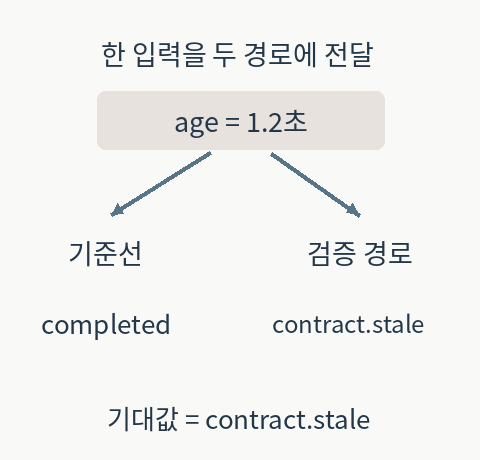 한 입력을 두 경로에 전달
age = 1.2초
기준선 검증 경로
completed contract.stale
기대값 = contract.stale